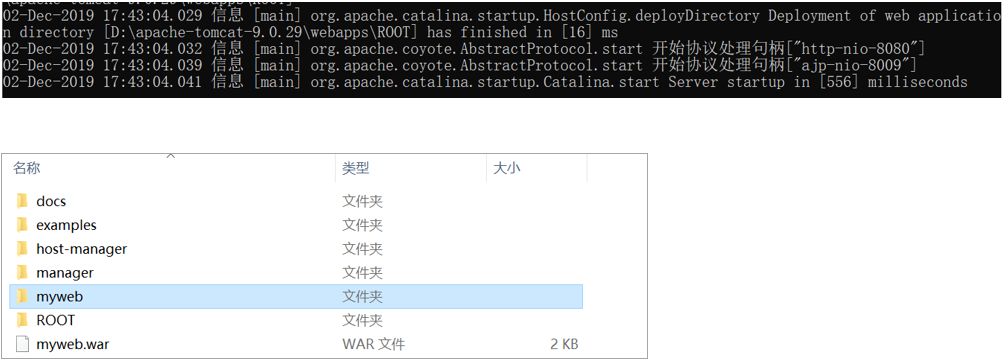 02-Dec-2019 17:43:04.029 信息 [main] org.apache.catalina.startup.HostConfig.deployDirectory Deployment of web applicatio
n directory [D:\apache-tomcat-9.0.29\webapps\ROOT] has finished in [16] ms
02-Dec-2019 17:43:04.032 信息 [main] org.apache.coyote.AbstractProtocol.start 开始协议处理句柄["http-nio-8080"]
02-Dec-2019 17:43:04.039 信息 [main] org.apache.coyote.AbstractProtocol.start 开始协议处理句柄["ajp-nio-8009"]
02-Dec-2019 17:43:04.041 信息 [main] org.apache.catalina.startup.Catalina.start Server startup in [556] milliseconds
名称 类型 大小
docs 文件夹
examples 文件夹
host-manager 文件夹
manager 文件夹
myweb 文件夹
ROOT 文件夹
myweb.war WAR 文件 2 KB